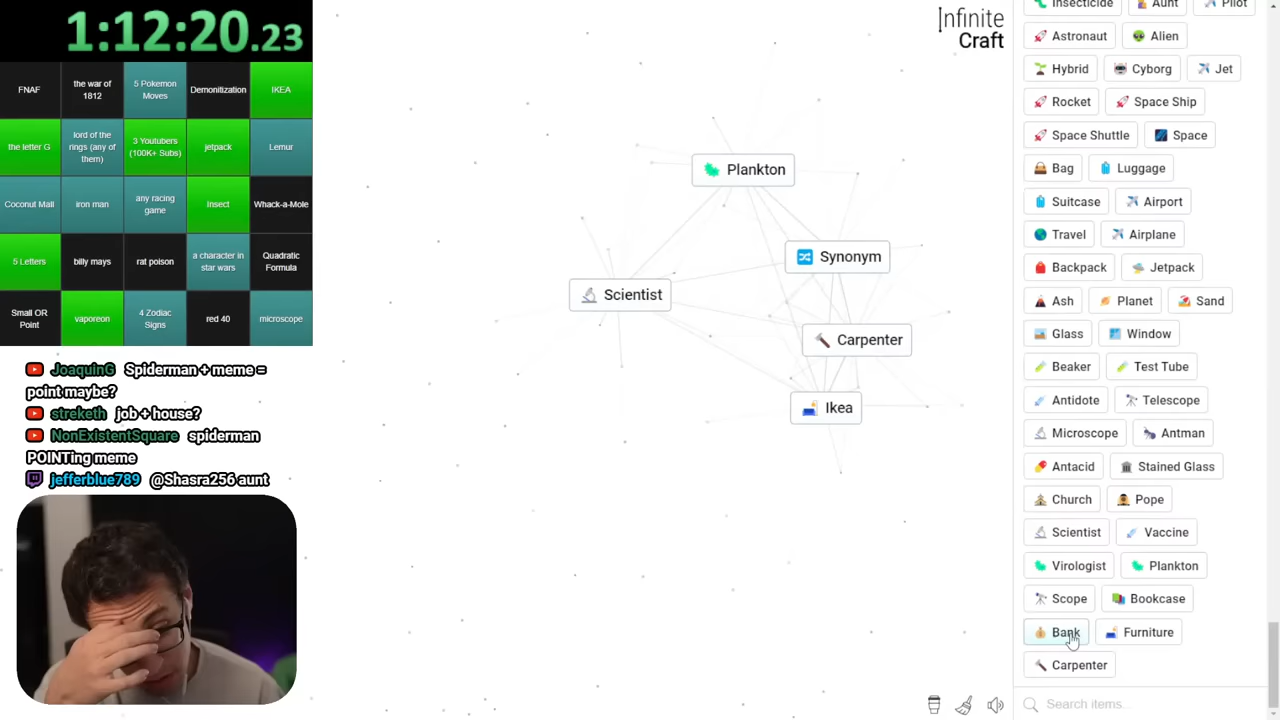 1:12:20.23
FNAF
the war of
1812
5 Pokemon
Moves
Demonitization
IKEA
the letter G
lord of the
rings (any of
them)
3 Youtubers
(100K+ Subs)
jetpack
Lemur
Coconut Mall
iron man
any racing
game
Insect
Whack-a-Mole
5 Letters
billy mays
rat poison
a character in
star wars
Quadratic
Formula
Small OR
Point
vaporeon
4 Zodiac
Signs
red 40
microscope
JoaquinG Spiderman + meme =
point maybe?
streketh job + house?
NonExistentSquare spiderman
POINTing meme
jefferblue789 @Shasra256 aunt
Infinite
Craft
Plankton
Synonym
Scientist
Carpenter
Ikea
Insecticide Aunt Pilot
Astronaut Alien
Hybrid Cyborg Jet
Rocket Space Ship
Space Shuttle Space
Bag Luggage
Suitcase Airport
Travel Airplane
Backpack Jetpack
Ash Planet Sand
Glass Window
Beaker Test Tube
Antidote Telescope
Microscope Antman
Antacid Stained Glass
Church Pope
Scientist Vaccine
Virologist Plankton
Scope Bookcase
Bank Furniture
Carpenter
Search items...